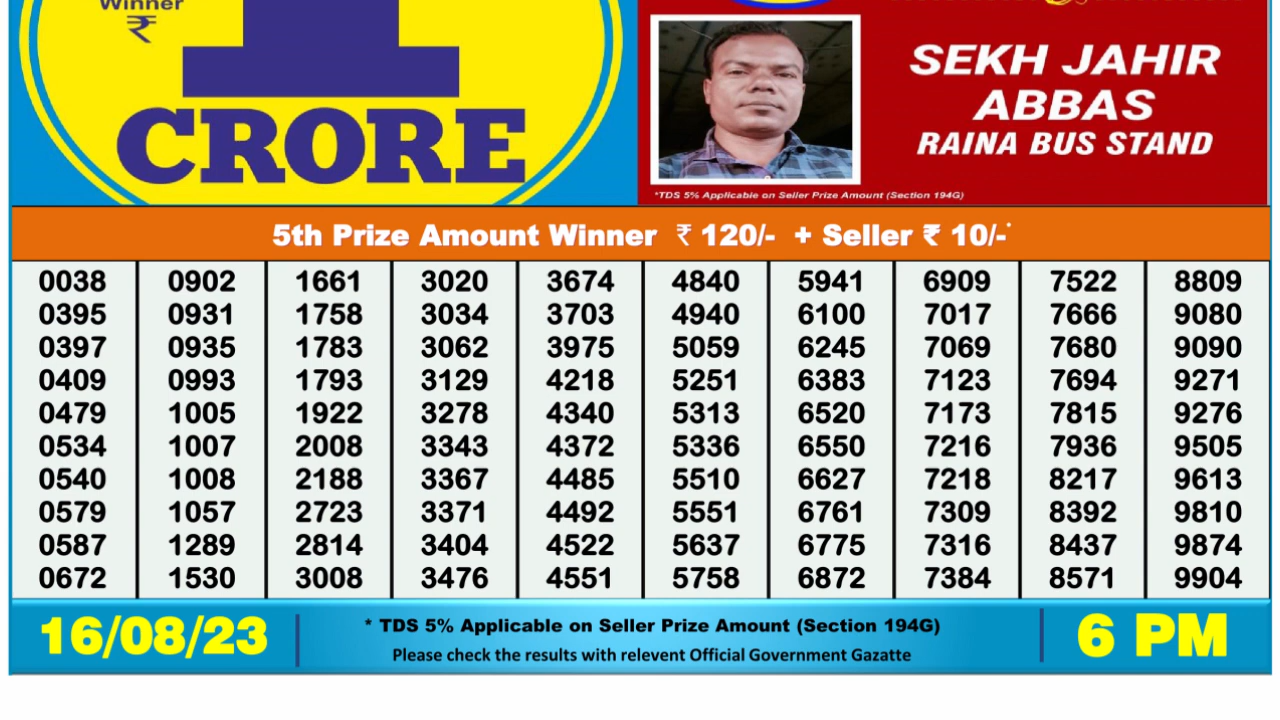 Winner
₹
1
CRORE
SEKH JAHIR
ABBAS
RAINA BUS STAND
*TDS 5% Applicable on Seller Prize Amount (Section 194G)
5th Prize Amount Winner ₹ 120/- + Seller ₹ 10/-*
0038 0902 1661 3020 3674 4840 5941 6909 7522 8809
0395 0931 1758 3034 3703 4940 6100 7017 7666 9080
0397 0935 1783 3062 3975 5059 6245 7069 7680 9090
0409 0993 1793 3129 4218 5251 6383 7123 7694 9271
0479 1005 1922 3278 4340 5313 6520 7173 7815 9276
0534 1007 2008 3343 4372 5336 6550 7216 7936 9505
0540 1008 2188 3367 4485 5510 6627 7218 8217 9613
0579 1057 2723 3371 4492 5551 6761 7309 8392 9810
0587 1289 2814 3404 4522 5637 6775 7316 8437 9874
0672 1530 3008 3476 4551 5758 6872 7384 8571 9904
16/08/23
* TDS 5% Applicable on Seller Prize Amount (Section 194G)
Please check the results with relevent Official Government Gazatte
6 PM